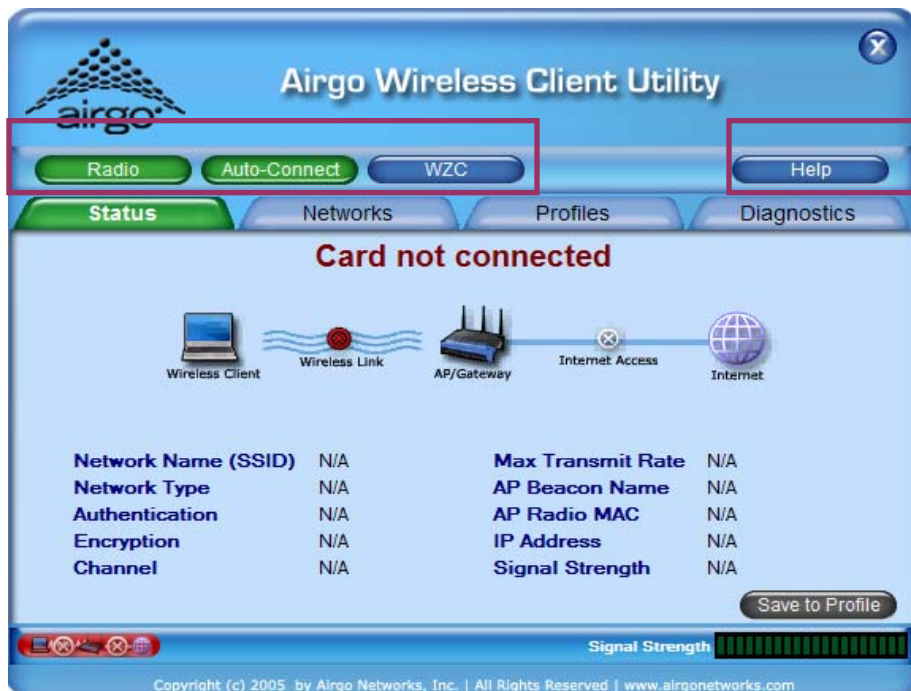 airgo
Airgo Wireless Client Utility
X
Radio Auto-Connect WZC Help
Status Networks Profiles Diagnostics
Card not connected
Wireless Client Wireless Link AP/Gateway Internet Access Internet
Network Name (SSID) N/A Max Transmit Rate N/A
Network Type N/A AP Beacon Name N/A
Authentication N/A AP Radio MAC N/A
Encryption N/A IP Address N/A
Channel N/A Signal Strength N/A
Save to Profile
Signal Strength
Copyright (c) 2005 by Airgo Networks, Inc. | All Rights Reserved | www.airgonetworks.com